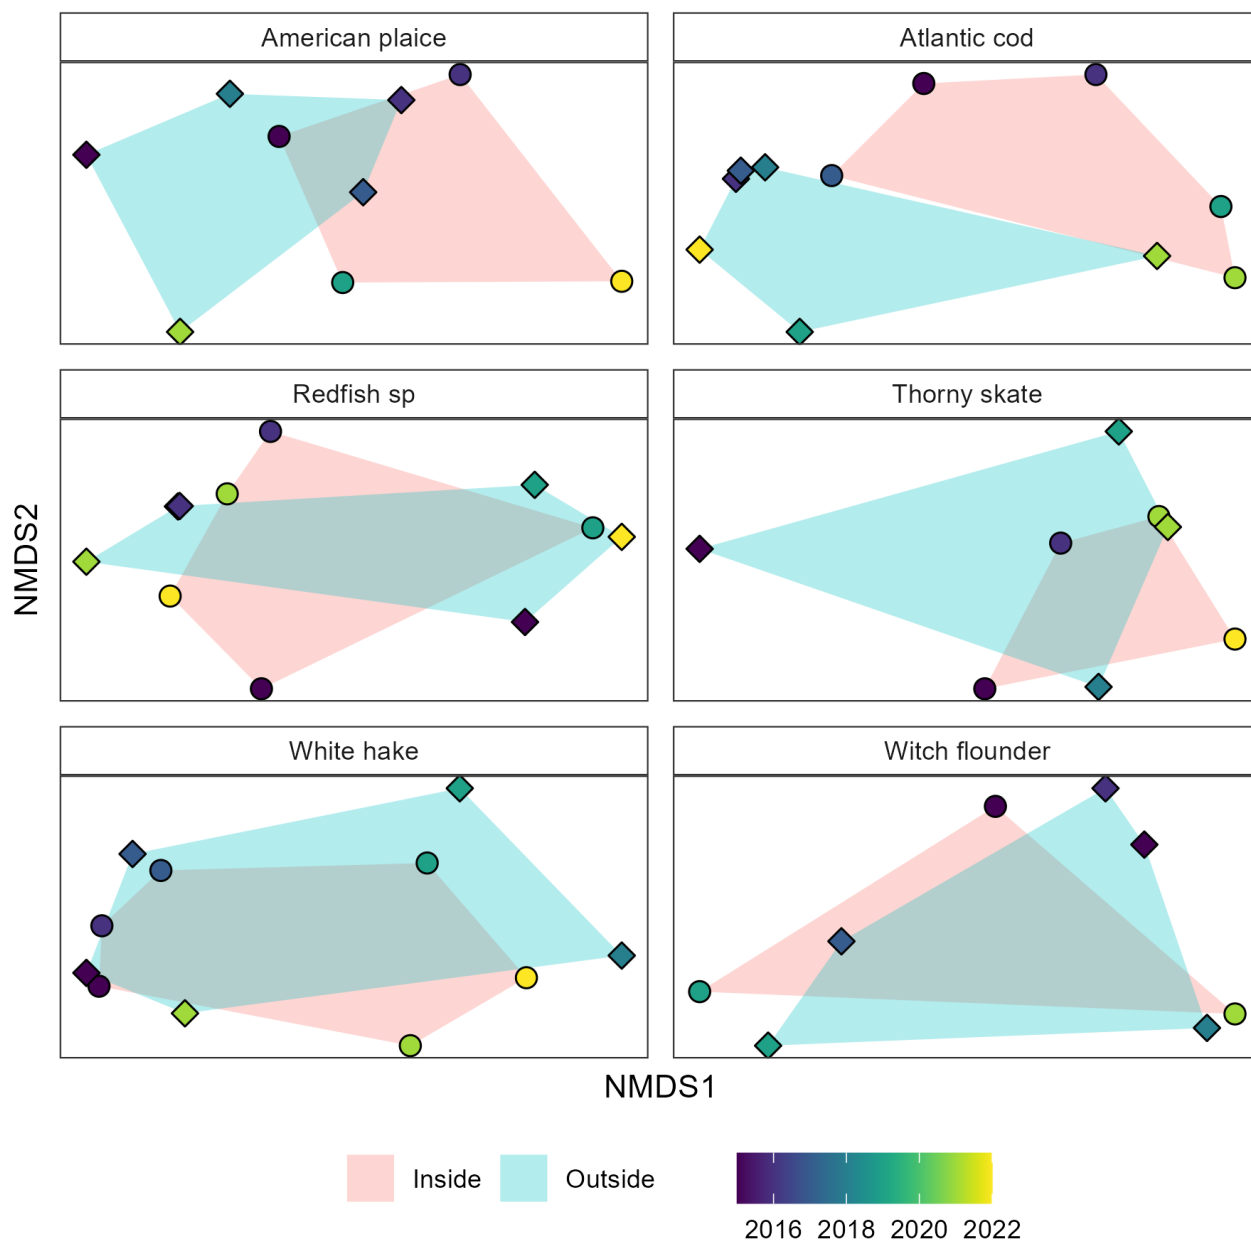 American plaice
Atlantic cod
Redfish sp
Thorny skate
White hake
Witch flounder
NMDS2
NMDS1
Inside
Outside
2016 2018 2020 2022